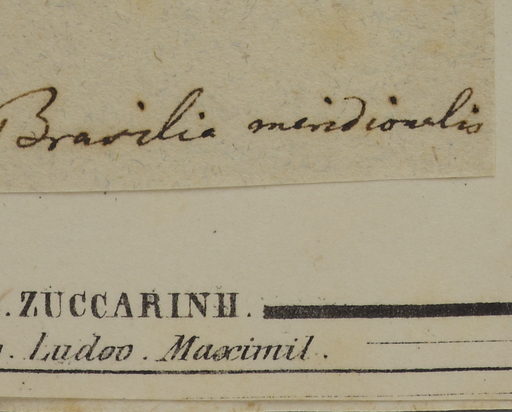 Brasilia meridionalis
. ZUCCARINII.
. Ludov. Maximil.